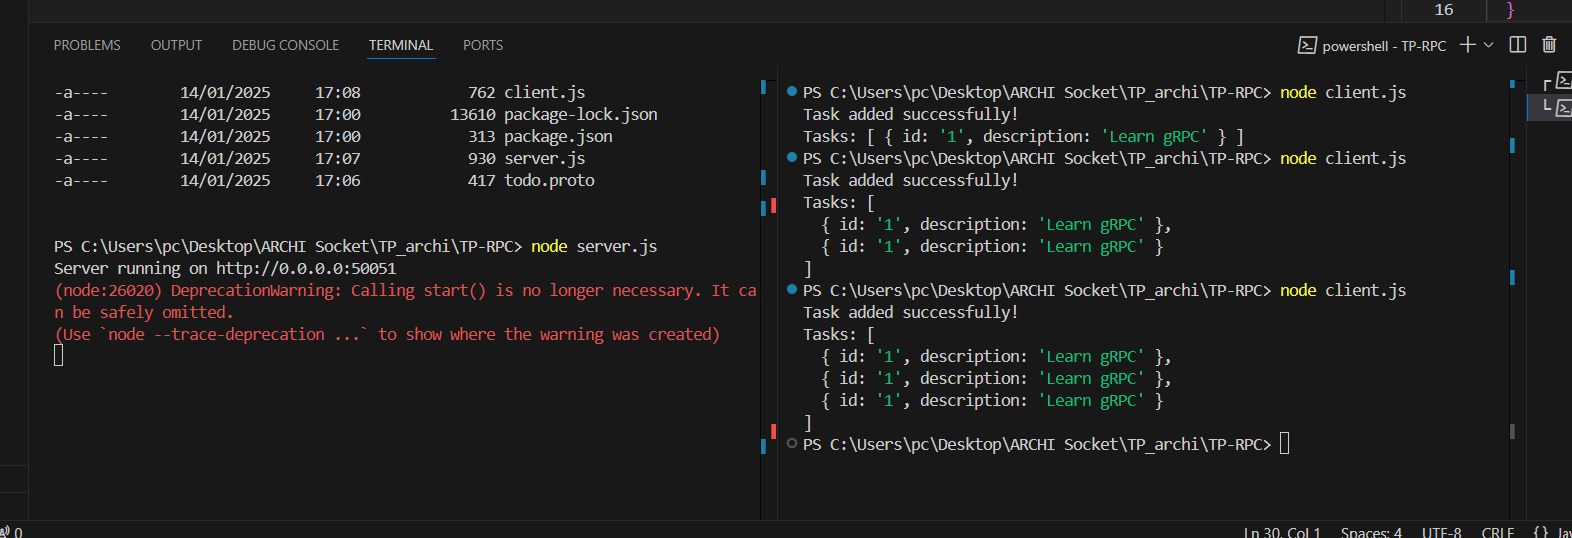 16 }
PROBLEMS OUTPUT DEBUG CONSOLE TERMINAL PORTS powershell - TP-RPC
-a---- 14/01/2025 17:08 762 client.js
-a---- 14/01/2025 17:00 13610 package-lock.json
-a---- 14/01/2025 17:00 313 package.json
-a---- 14/01/2025 17:07 930 server.js
-a---- 14/01/2025 17:06 417 todo.proto
PS C:\Users\pc\Desktop\ARCHI Socket\TP_archi\TP-RPC> node server.js
Server running on http://0.0.0.0:50051
(node:26020) DeprecationWarning: Calling start() is no longer necessary. It ca
n be safely omitted.
(Use `node --trace-deprecation ...` to show where the warning was created)
PS C:\Users\pc\Desktop\ARCHI Socket\TP_archi\TP-RPC> node client.js
Task added successfully!
Tasks: [ { id: '1', description: 'Learn gRPC' } ]
PS C:\Users\pc\Desktop\ARCHI Socket\TP_archi\TP-RPC> node client.js
Task added successfully!
Tasks: [
{ id: '1', description: 'Learn gRPC' },
{ id: '1', description: 'Learn gRPC' }
]
PS C:\Users\pc\Desktop\ARCHI Socket\TP_archi\TP-RPC> node client.js
Task added successfully!
Tasks: [
{ id: '1', description: 'Learn gRPC' },
{ id: '1', description: 'Learn gRPC' },
{ id: '1', description: 'Learn gRPC' }
]
PS C:\Users\pc\Desktop\ARCHI Socket\TP_archi\TP-RPC>
0 Ln 30, Col 1 Spaces: 4 UTF-8 CRLF {}